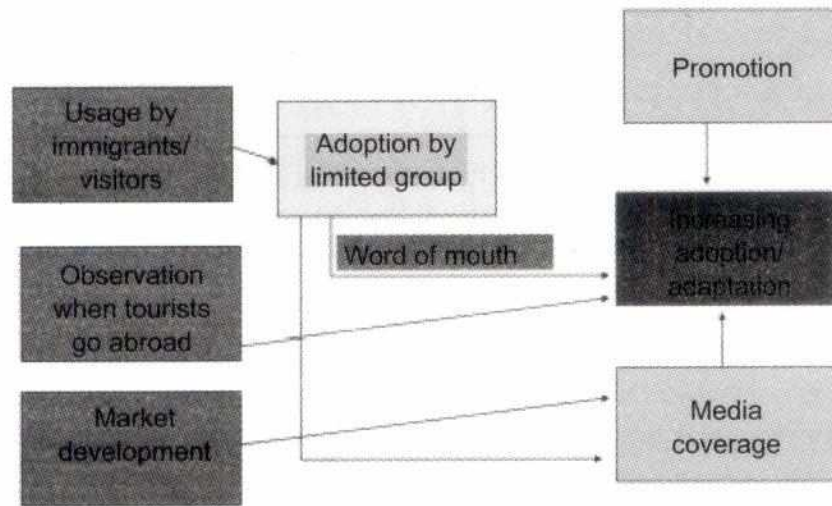 Promotion
Usage by
immigrants/
visitors
Adoption by
limited group
Increasing
adoption/
adaptation
Word of mouth
Observation
when tourists
go abroad
Market
development
Media
coverage